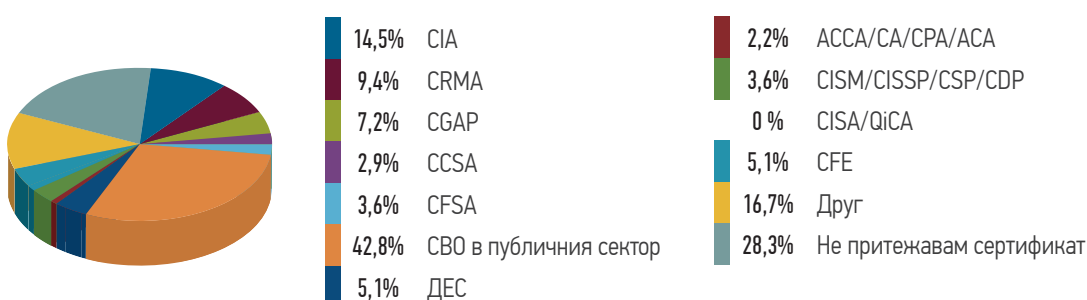 14,5% CIA
9,4% CRMA
7,2% CGAP
2,9% CCSA
3,6% CFSA
42,8% СВО в публичния сектор
5,1% ДЕС
2,2% ACCA/CA/CPA/ACA
3,6% CISM/CISSP/CSP/CDP
0 % CISA/QiCA
5,1% CFE
16,7% Друг
28,3% Не притежавам сертификат